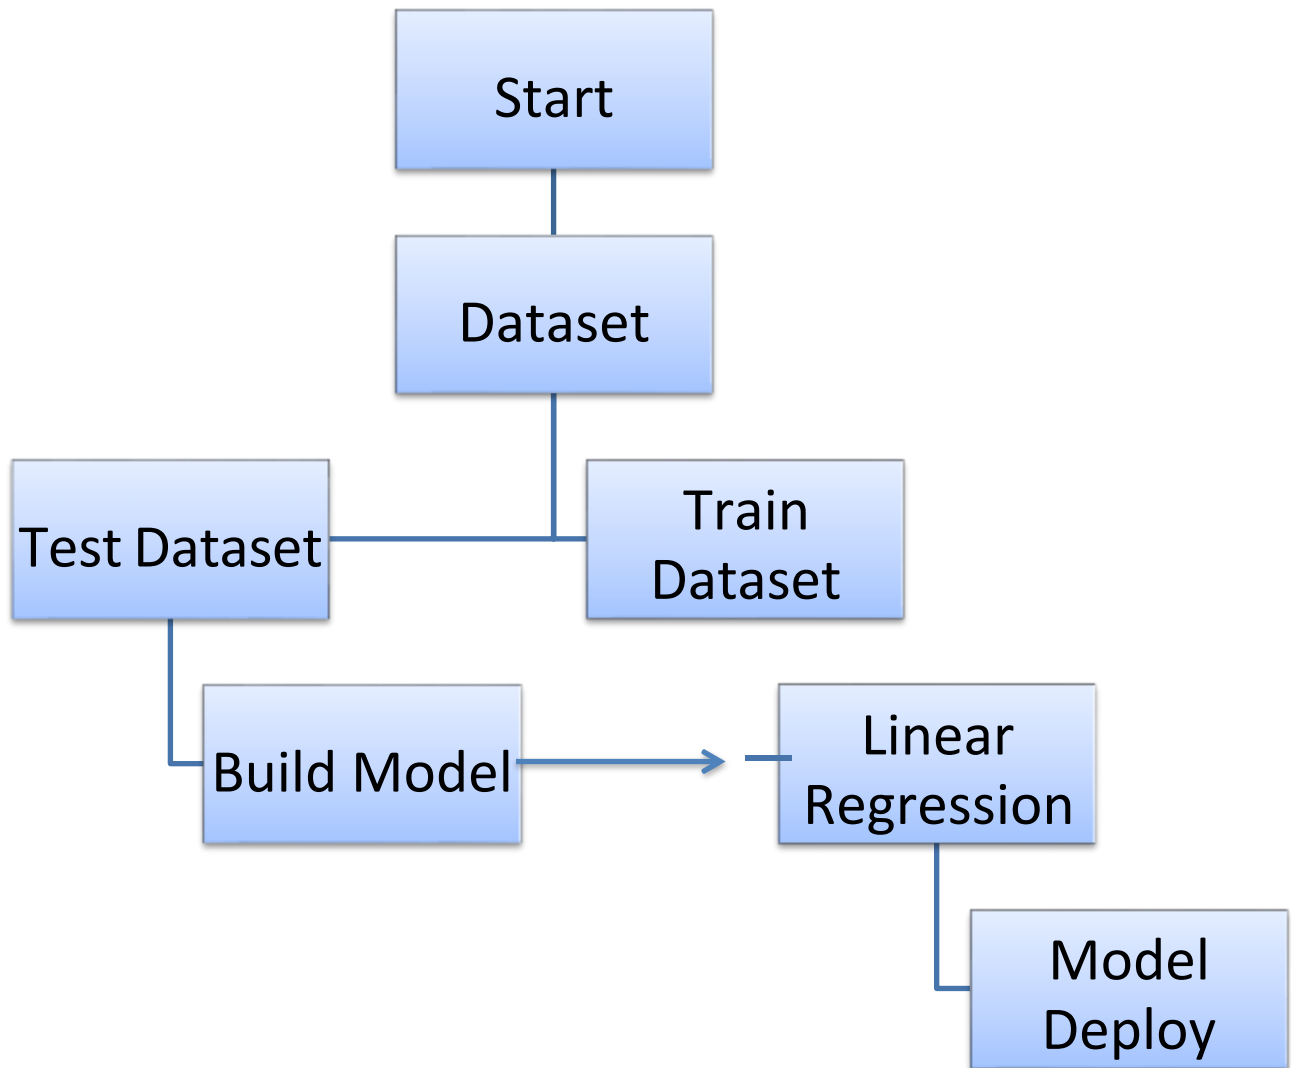 Start
Dataset
Test Dataset
Train
Dataset
Build Model
Linear
Regression
Model
Deploy